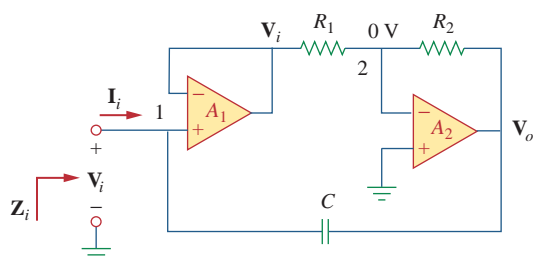 V_i R_1 0 V R_2
2
I_i 1 − A_1 − A_2
+ + V_o
+
V_i
Z_i − C